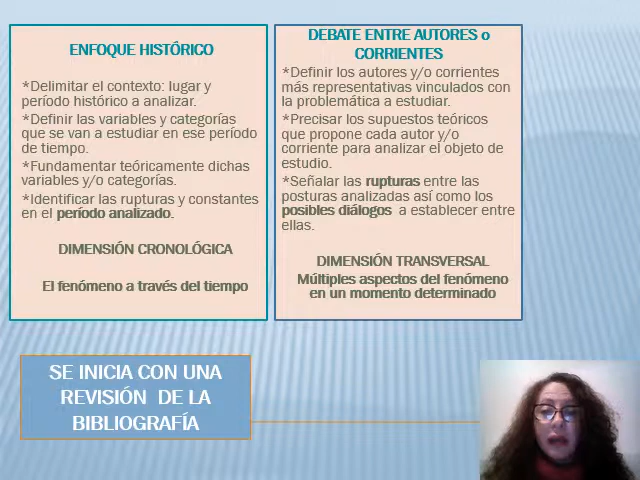 ENFOQUE HISTÓRICO
*Delimitar el contexto: lugar y
período histórico a analizar.
*Definir las variables y categorías
que se van a estudiar en ese período
de tiempo.
*Fundamentar teóricamente dichas
variables y/o categorías.
*Identificar las rupturas y constantes
en el período analizado.
DIMENSIÓN CRONOLÓGICA
El fenómeno a través del tiempo
DEBATE ENTRE AUTORES o
CORRIENTES
*Definir los autores y/o corrientes
más representativas vinculados con
la problemática a estudiar.
*Precisar los supuestos teóricos
que propone cada autor y/o
corriente para analizar el objeto de
estudio.
*Señalar las rupturas entre las
posturas analizadas así como los
posibles diálogos a establecer entre
ellas.
DIMENSIÓN TRANSVERSAL
Múltiples aspectos del fenómeno
en un momento determinado
SE INICIA CON UNA
REVISIÓN DE LA
BIBLIOGRAFÍA